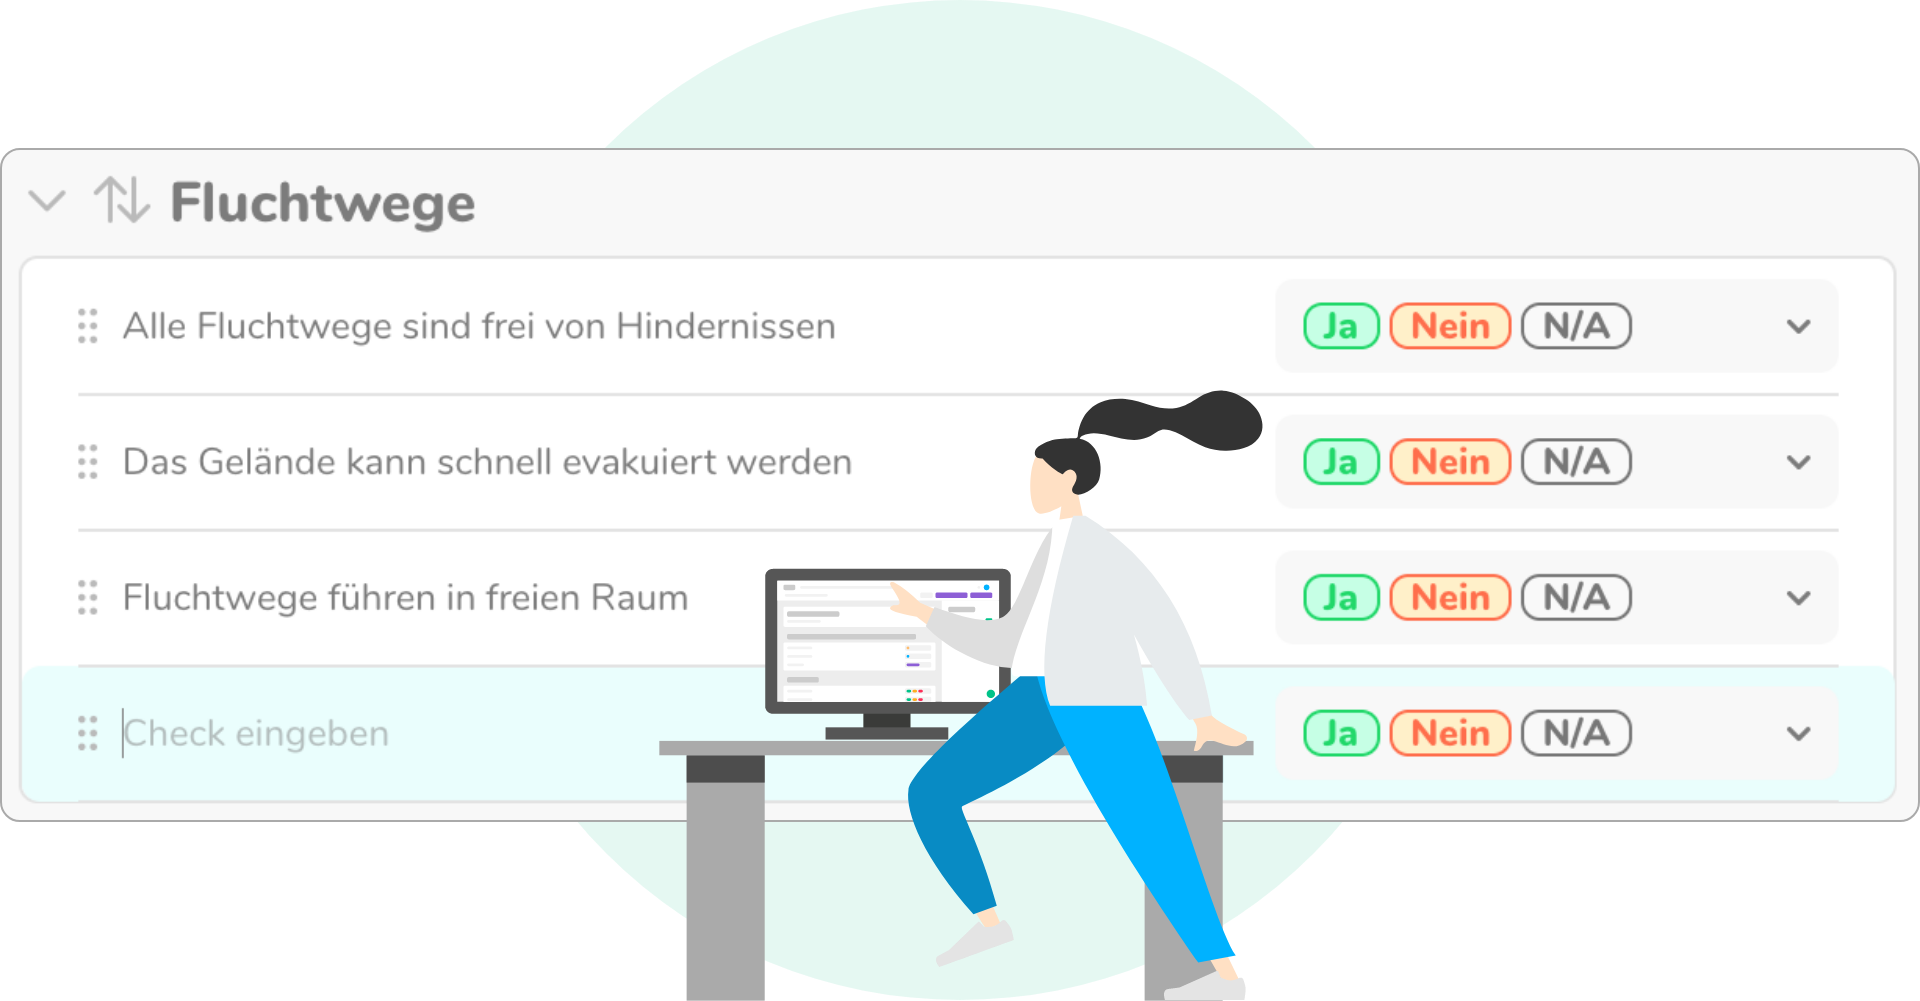 Fluchtwege
Alle Fluchtwege sind frei von Hindernissen Ja Nein N/A
Das Gelände kann schnell evakuiert werden Ja Nein N/A
Fluchtwege führen in freien Raum Ja Nein N/A
Check eingeben Ja Nein N/A